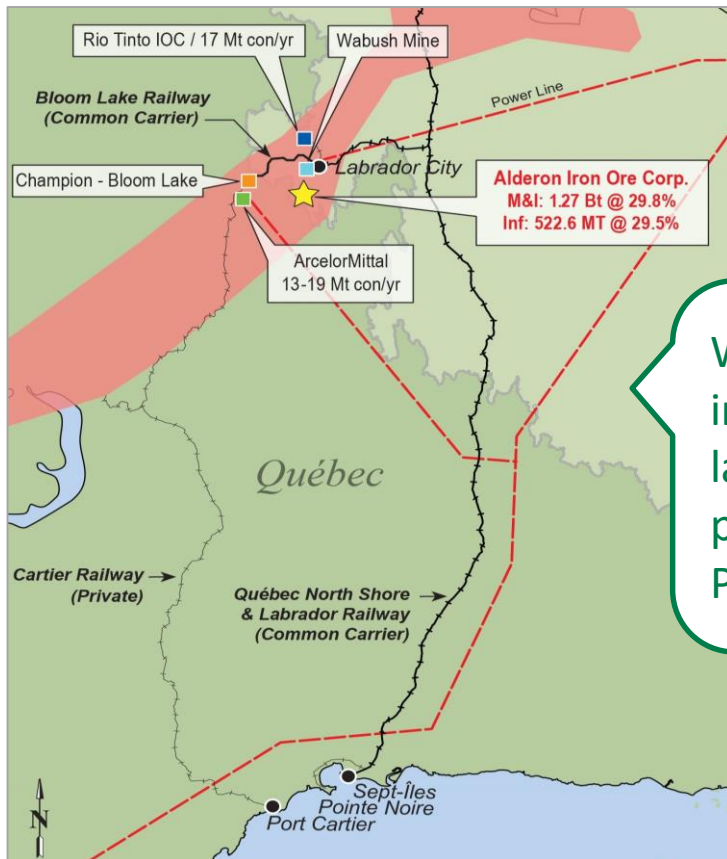 Rio Tinto IOC / 17 Mt con/yr
Wabush Mine
Bloom Lake Railway
(Common Carrier)
Power Line
Labrador City
Champion - Bloom Lake
Alderon Iron Ore Corp.
M&I: 1.27 Bt @ 29.8%
Inf: 522.6 MT @ 29.5%
ArcelorMittal
13-19 Mt con/yr
Québec
Cartier Railway
(Private)
Québec North Shore
& Labrador Railway
(Common Carrier)
Sept-Îles
Pointe Noire
Port Cartier
N